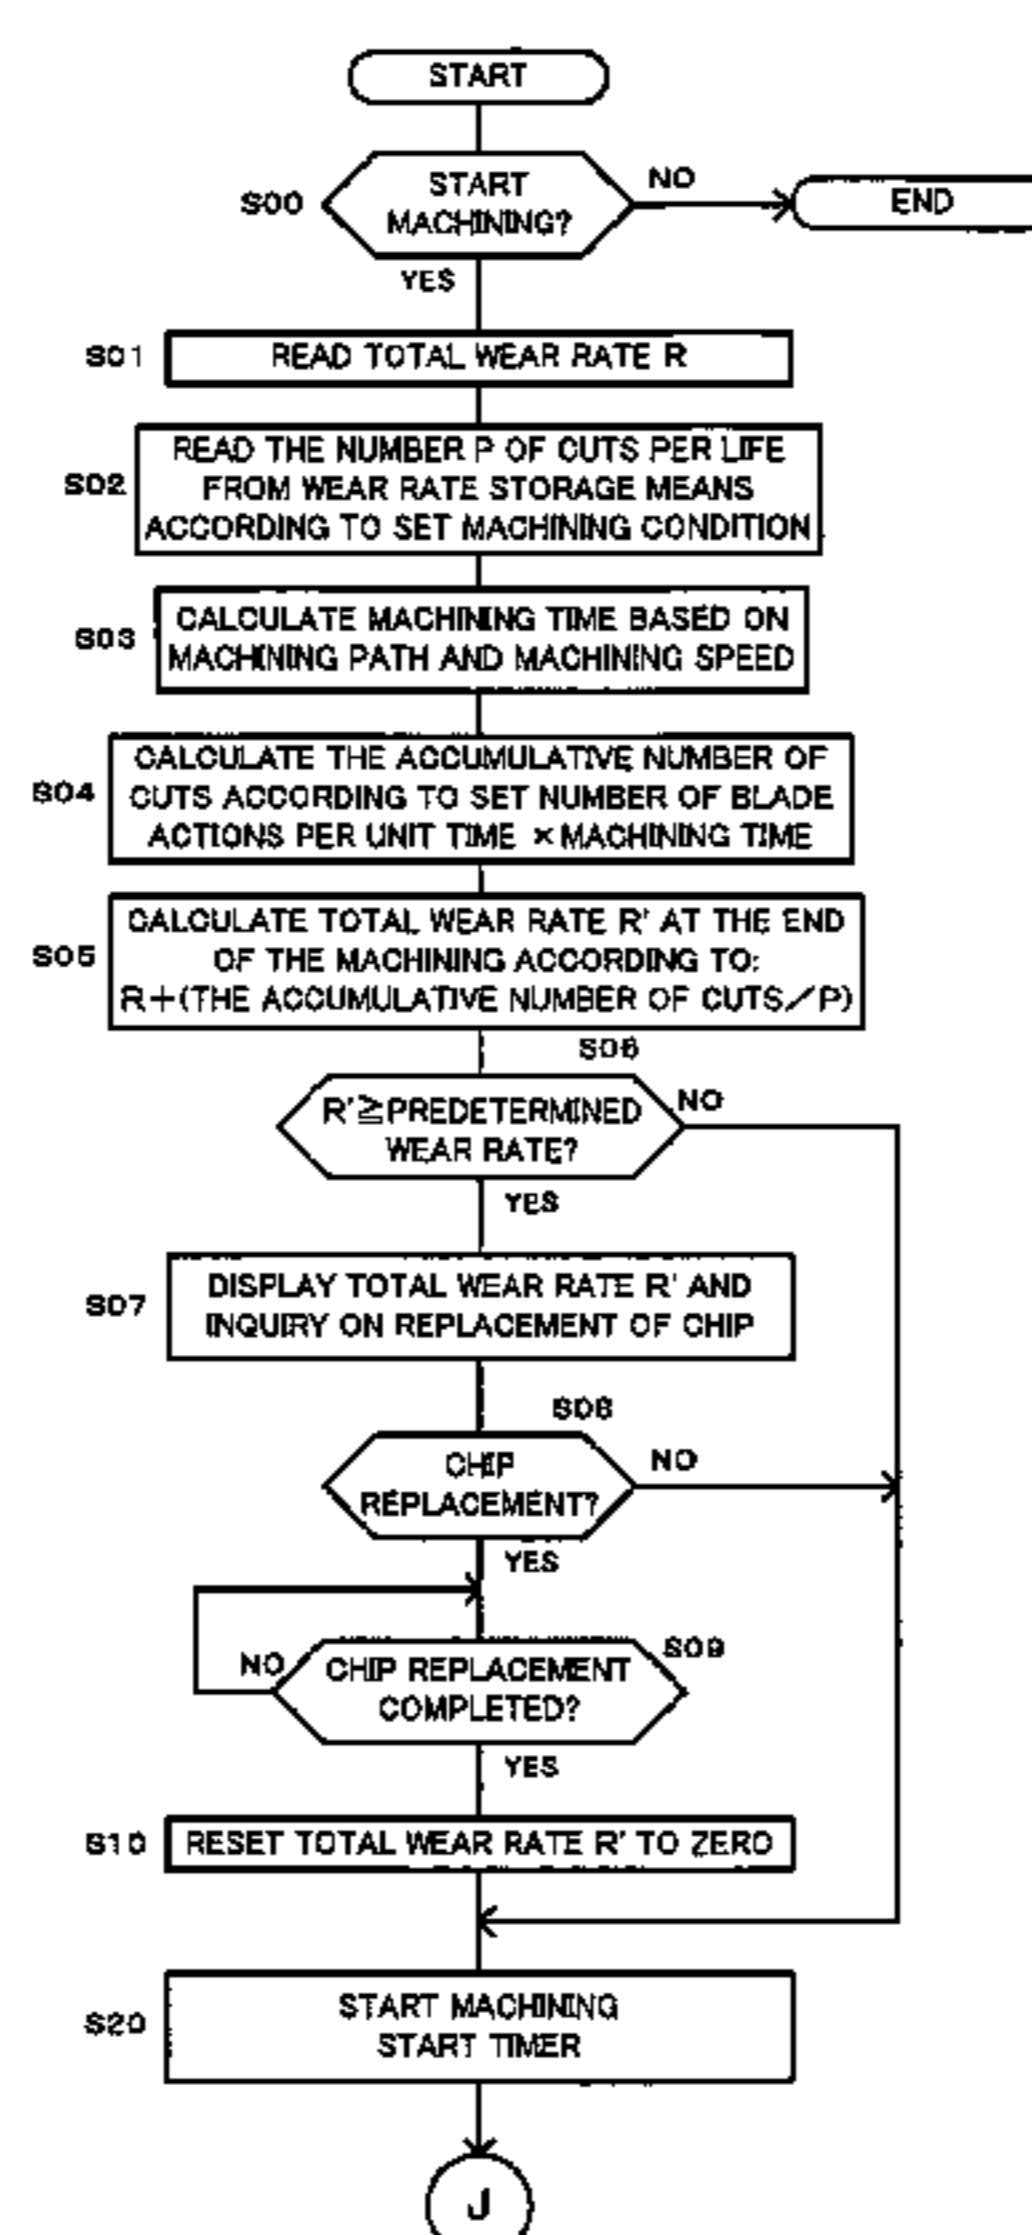 START
S00
START
MACHINING?
NO
END
YES
S01
READ TOTAL WEAR RATE R
S02
READ THE NUMBER P OF CUTS PER LIFE
FROM WEAR RATE STORAGE MEANS
ACCORDING TO SET MACHINING CONDITION
S03
CALCULATE MACHINING TIME BASED ON
MACHINING PATH AND MACHINING SPEED
S04
CALCULATE THE ACCUMULATIVE NUMBER OF
CUTS ACCORDING TO SET NUMBER OF BLADE
ACTIONS PER UNIT TIME ×MACHINING TIME
S05
CALCULATE TOTAL WEAR RATE R' AT THE END
OF THE MACHINING ACCORDING TO:
R+(THE ACCUMULATIVE NUMBER OF CUTS/P)
S06
R'≧PREDETERMINED
WEAR RATE?
NO
YES
S07
DISPLAY TOTAL WEAR RATE R' AND
INQUIRY ON REPLACEMENT OF CHIP
S08
CHIP
REPLACEMENT?
NO
YES
S09
NO
CHIP REPLACEMENT
COMPLETED?
YES
S10
RESET TOTAL WEAR RATE R' TO ZERO
S20
START MACHINING
START TIMER
J